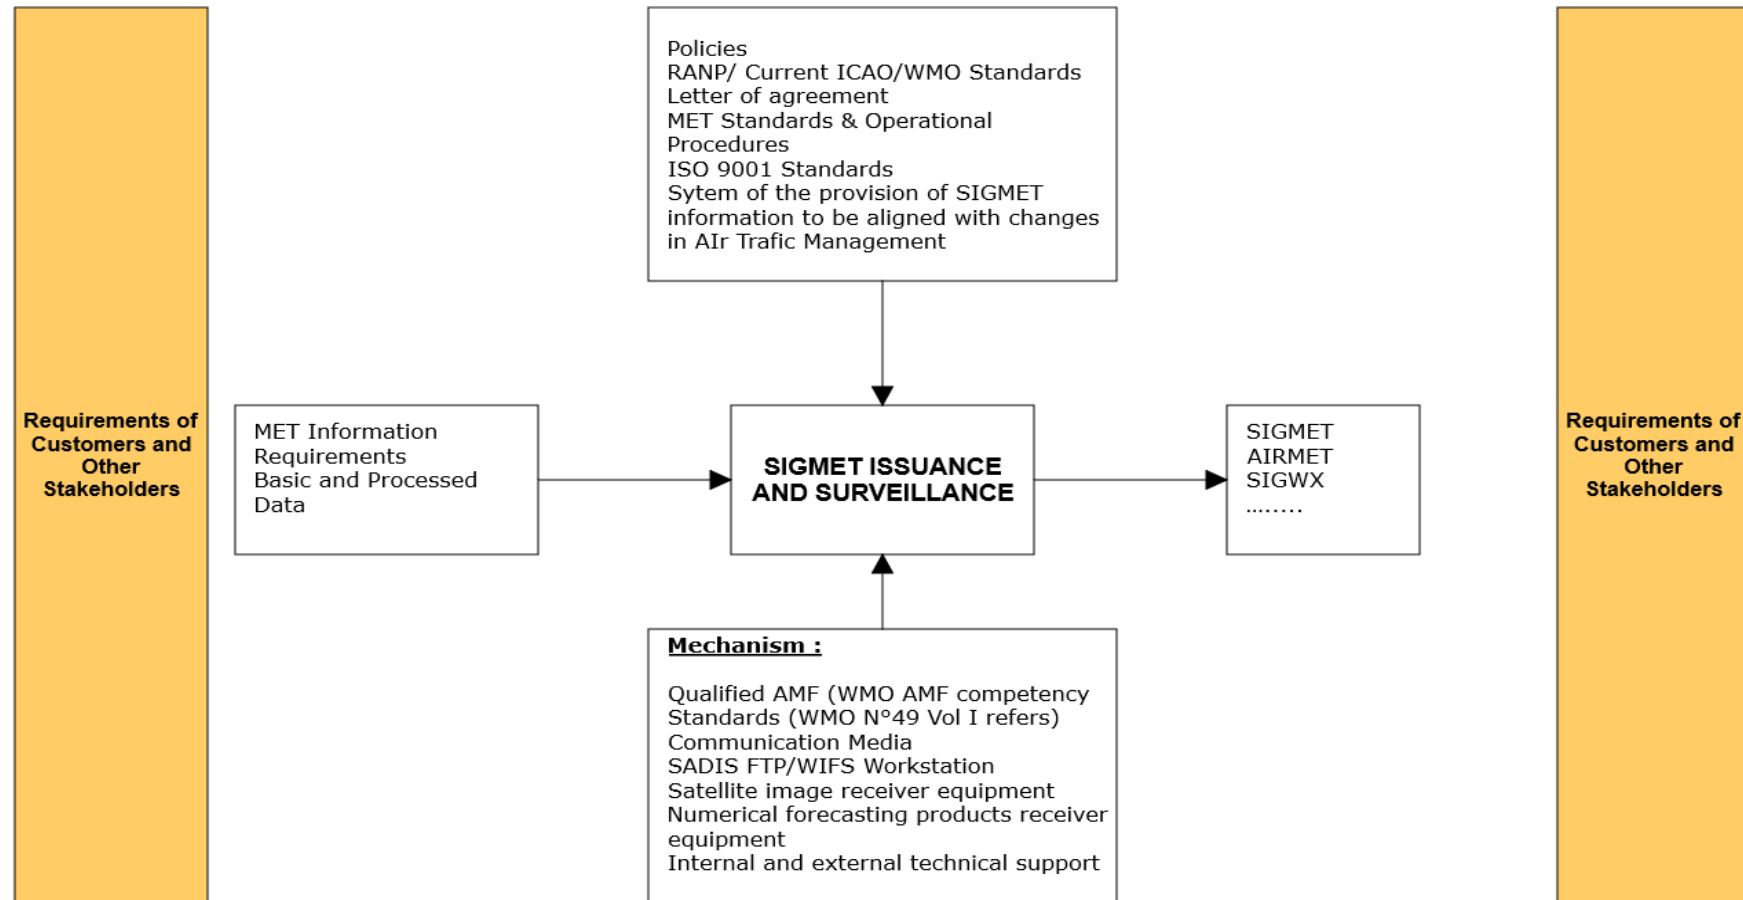 Policies
RANP/ Current ICAO/WMO Standards
Letter of agreement
MET Standards & Operational
Procedures
ISO 9001 Standards
Sytem of the provision of SIGMET
information to be aligned with changes
in AIr Trafic Management
Requirements of
Customers and
Other
Stakeholders
MET Information
Requirements
Basic and Processed
Data
SIGMET ISSUANCE
AND SURVEILLANCE
SIGMET
AIRMET
SIGWX
........
Requirements of
Customers and
Other
Stakeholders
Mechanism :
Qualified AMF (WMO AMF competency
Standards (WMO N°49 Vol I refers)
Communication Media
SADIS FTP/WIFS Workstation
Satellite image receiver equipment
Numerical forecasting products receiver
equipment
Internal and external technical support